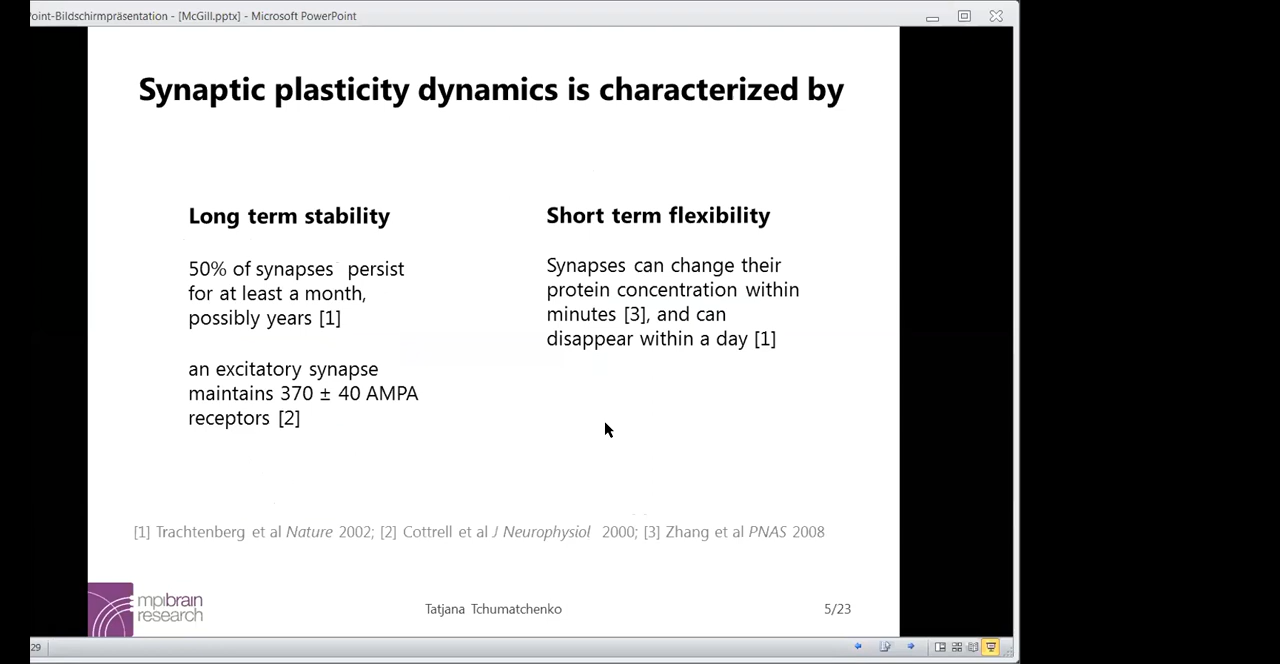 oint-Bildschirmpräsentation - [McGill.pptx] - Microsoft PowerPoint
Synaptic plasticity dynamics is characterized by
Long term stability
50% of synapses persist
for at least a month,
possibly years [1]
an excitatory synapse
maintains 370 ± 40 AMPA
receptors [2]
Short term flexibility
Synapses can change their
protein concentration within
minutes [3], and can
disappear within a day [1]
[1] Trachtenberg et al Nature 2002; [2] Cottrell et al J Neurophysiol 2000; [3] Zhang et al PNAS 2008
mpibrain
research
Tatjana Tchumatchenko
5/23
29